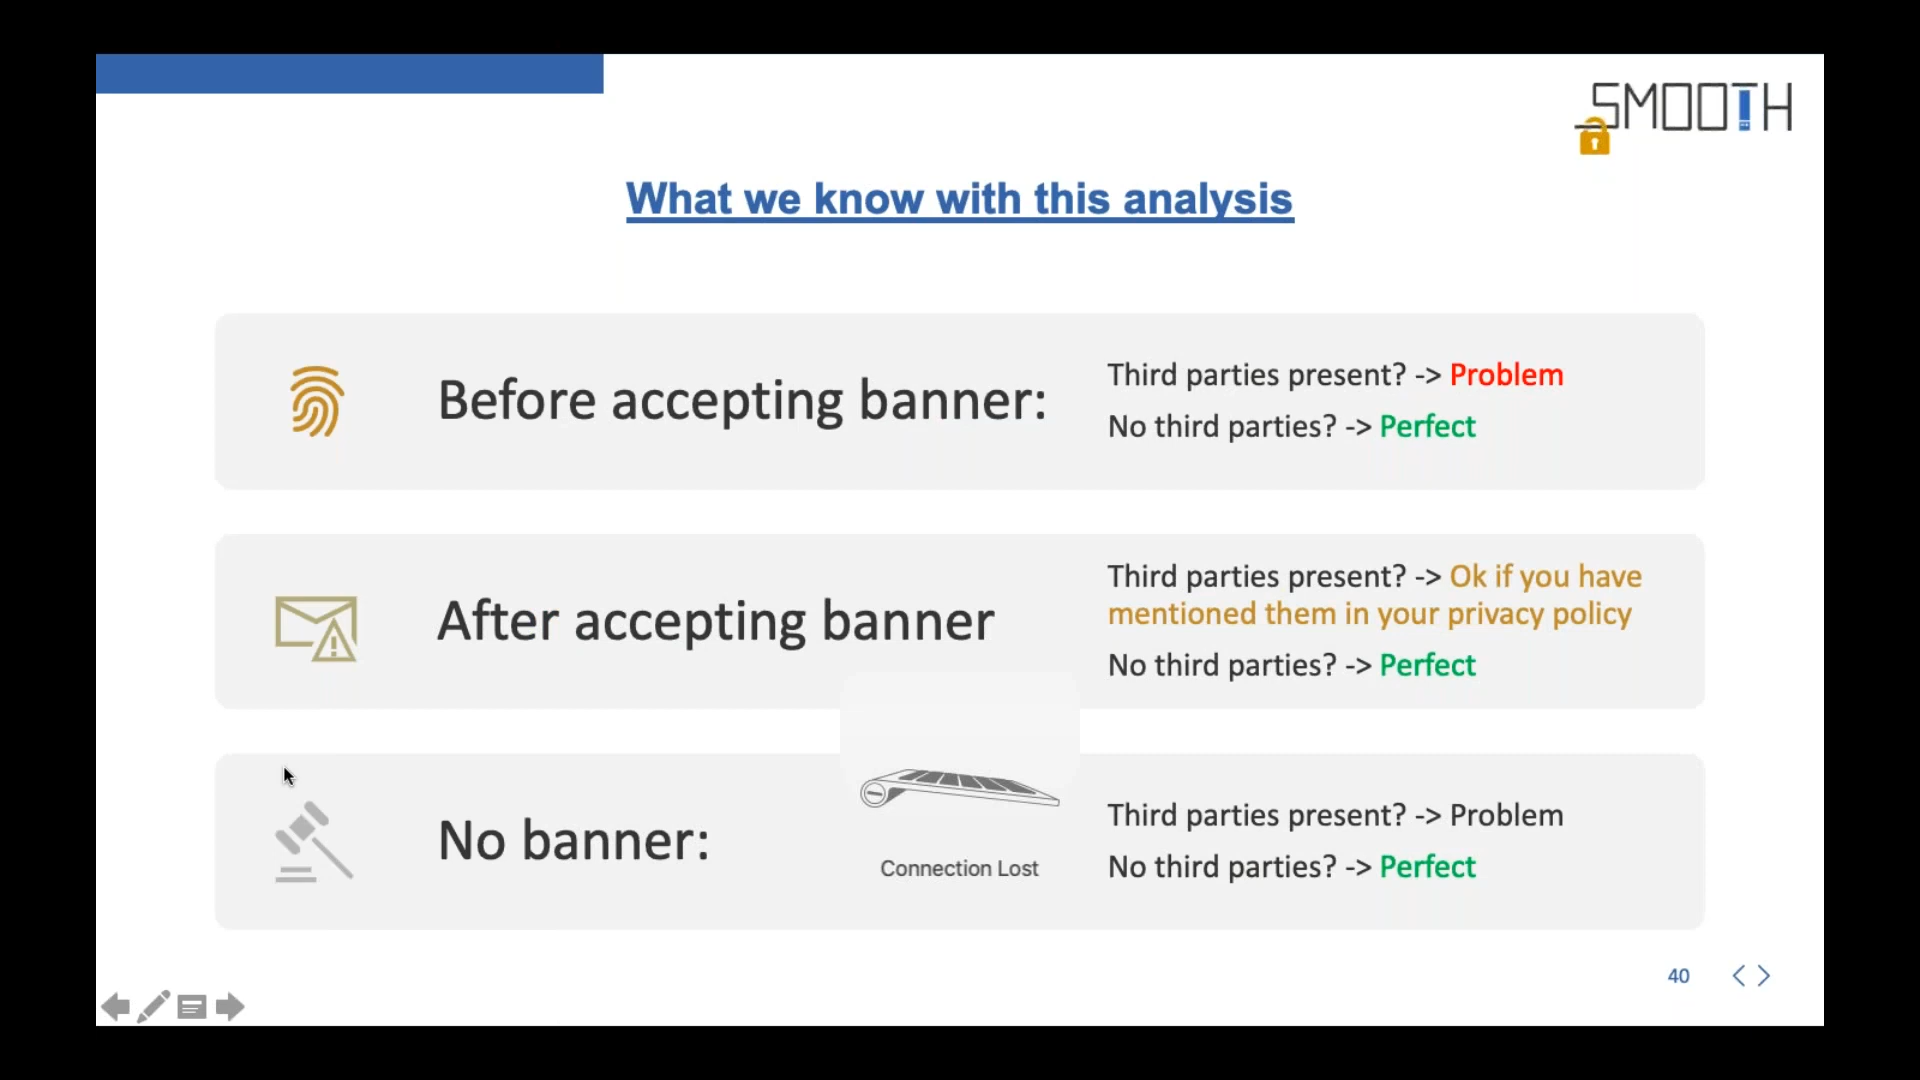 SMOOTH
What we know with this analysis
Before accepting banner:
Third parties present? -> Problem
No third parties? -> Perfect
After accepting banner
Third parties present? -> Ok if you have
mentioned them in your privacy policy
No third parties? -> Perfect
No banner:
Connection Lost
Third parties present? -> Problem
No third parties? -> Perfect
40